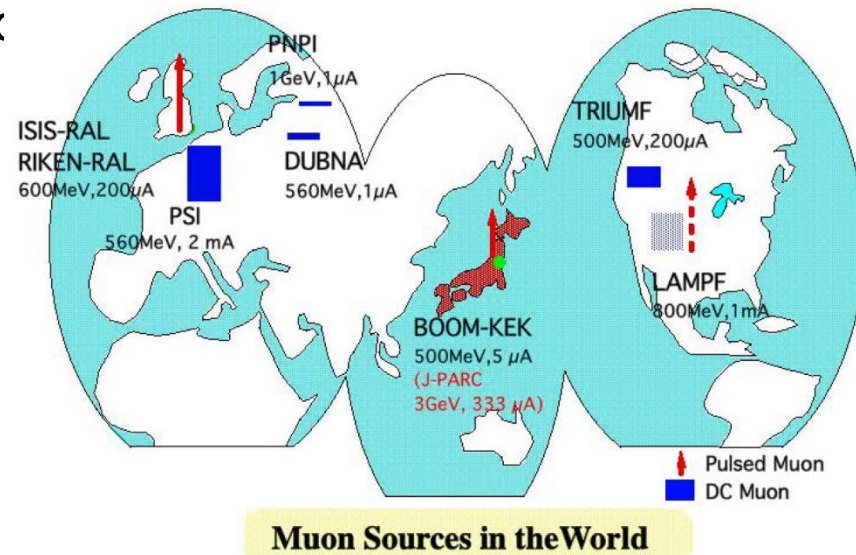 PNPI
1GeV,1μA
ISIS-RAL
RIKEN-RAL
600MeV,200μA
DUBNA
560MeV,1μA
PSI
560MeV, 2 mA
TRIUMF
500MeV,200μA
LAMPF
800MeV,1mA
BOOM-KEK
500MeV,5 μA
(J-PARC
3GeV, 333 μA)
Pulsed Muon
DC Muon
Muon Sources in theWorld